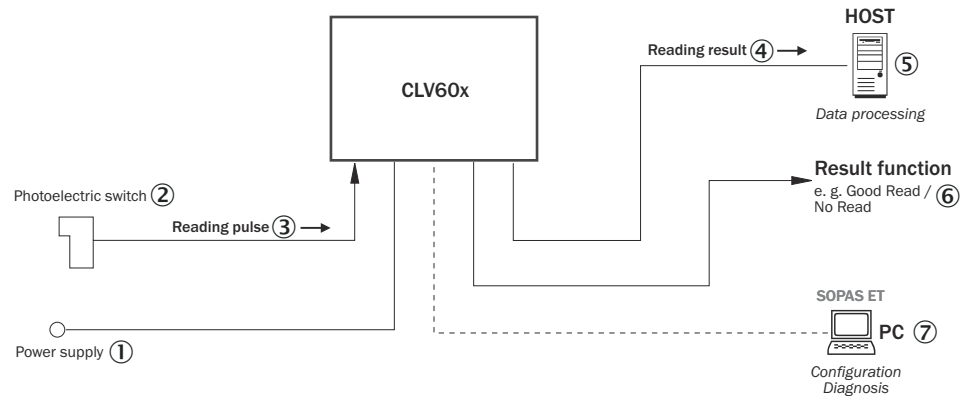 HOST
Reading result ④
⑤
CLV60x
Data processing
Result function
e. g. Good Read /
No Read
⑥
Photoelectric switch ②
Reading pulse ③
SOPAS ET
PC ⑦
Power supply ①
Configuration
Diagnosis